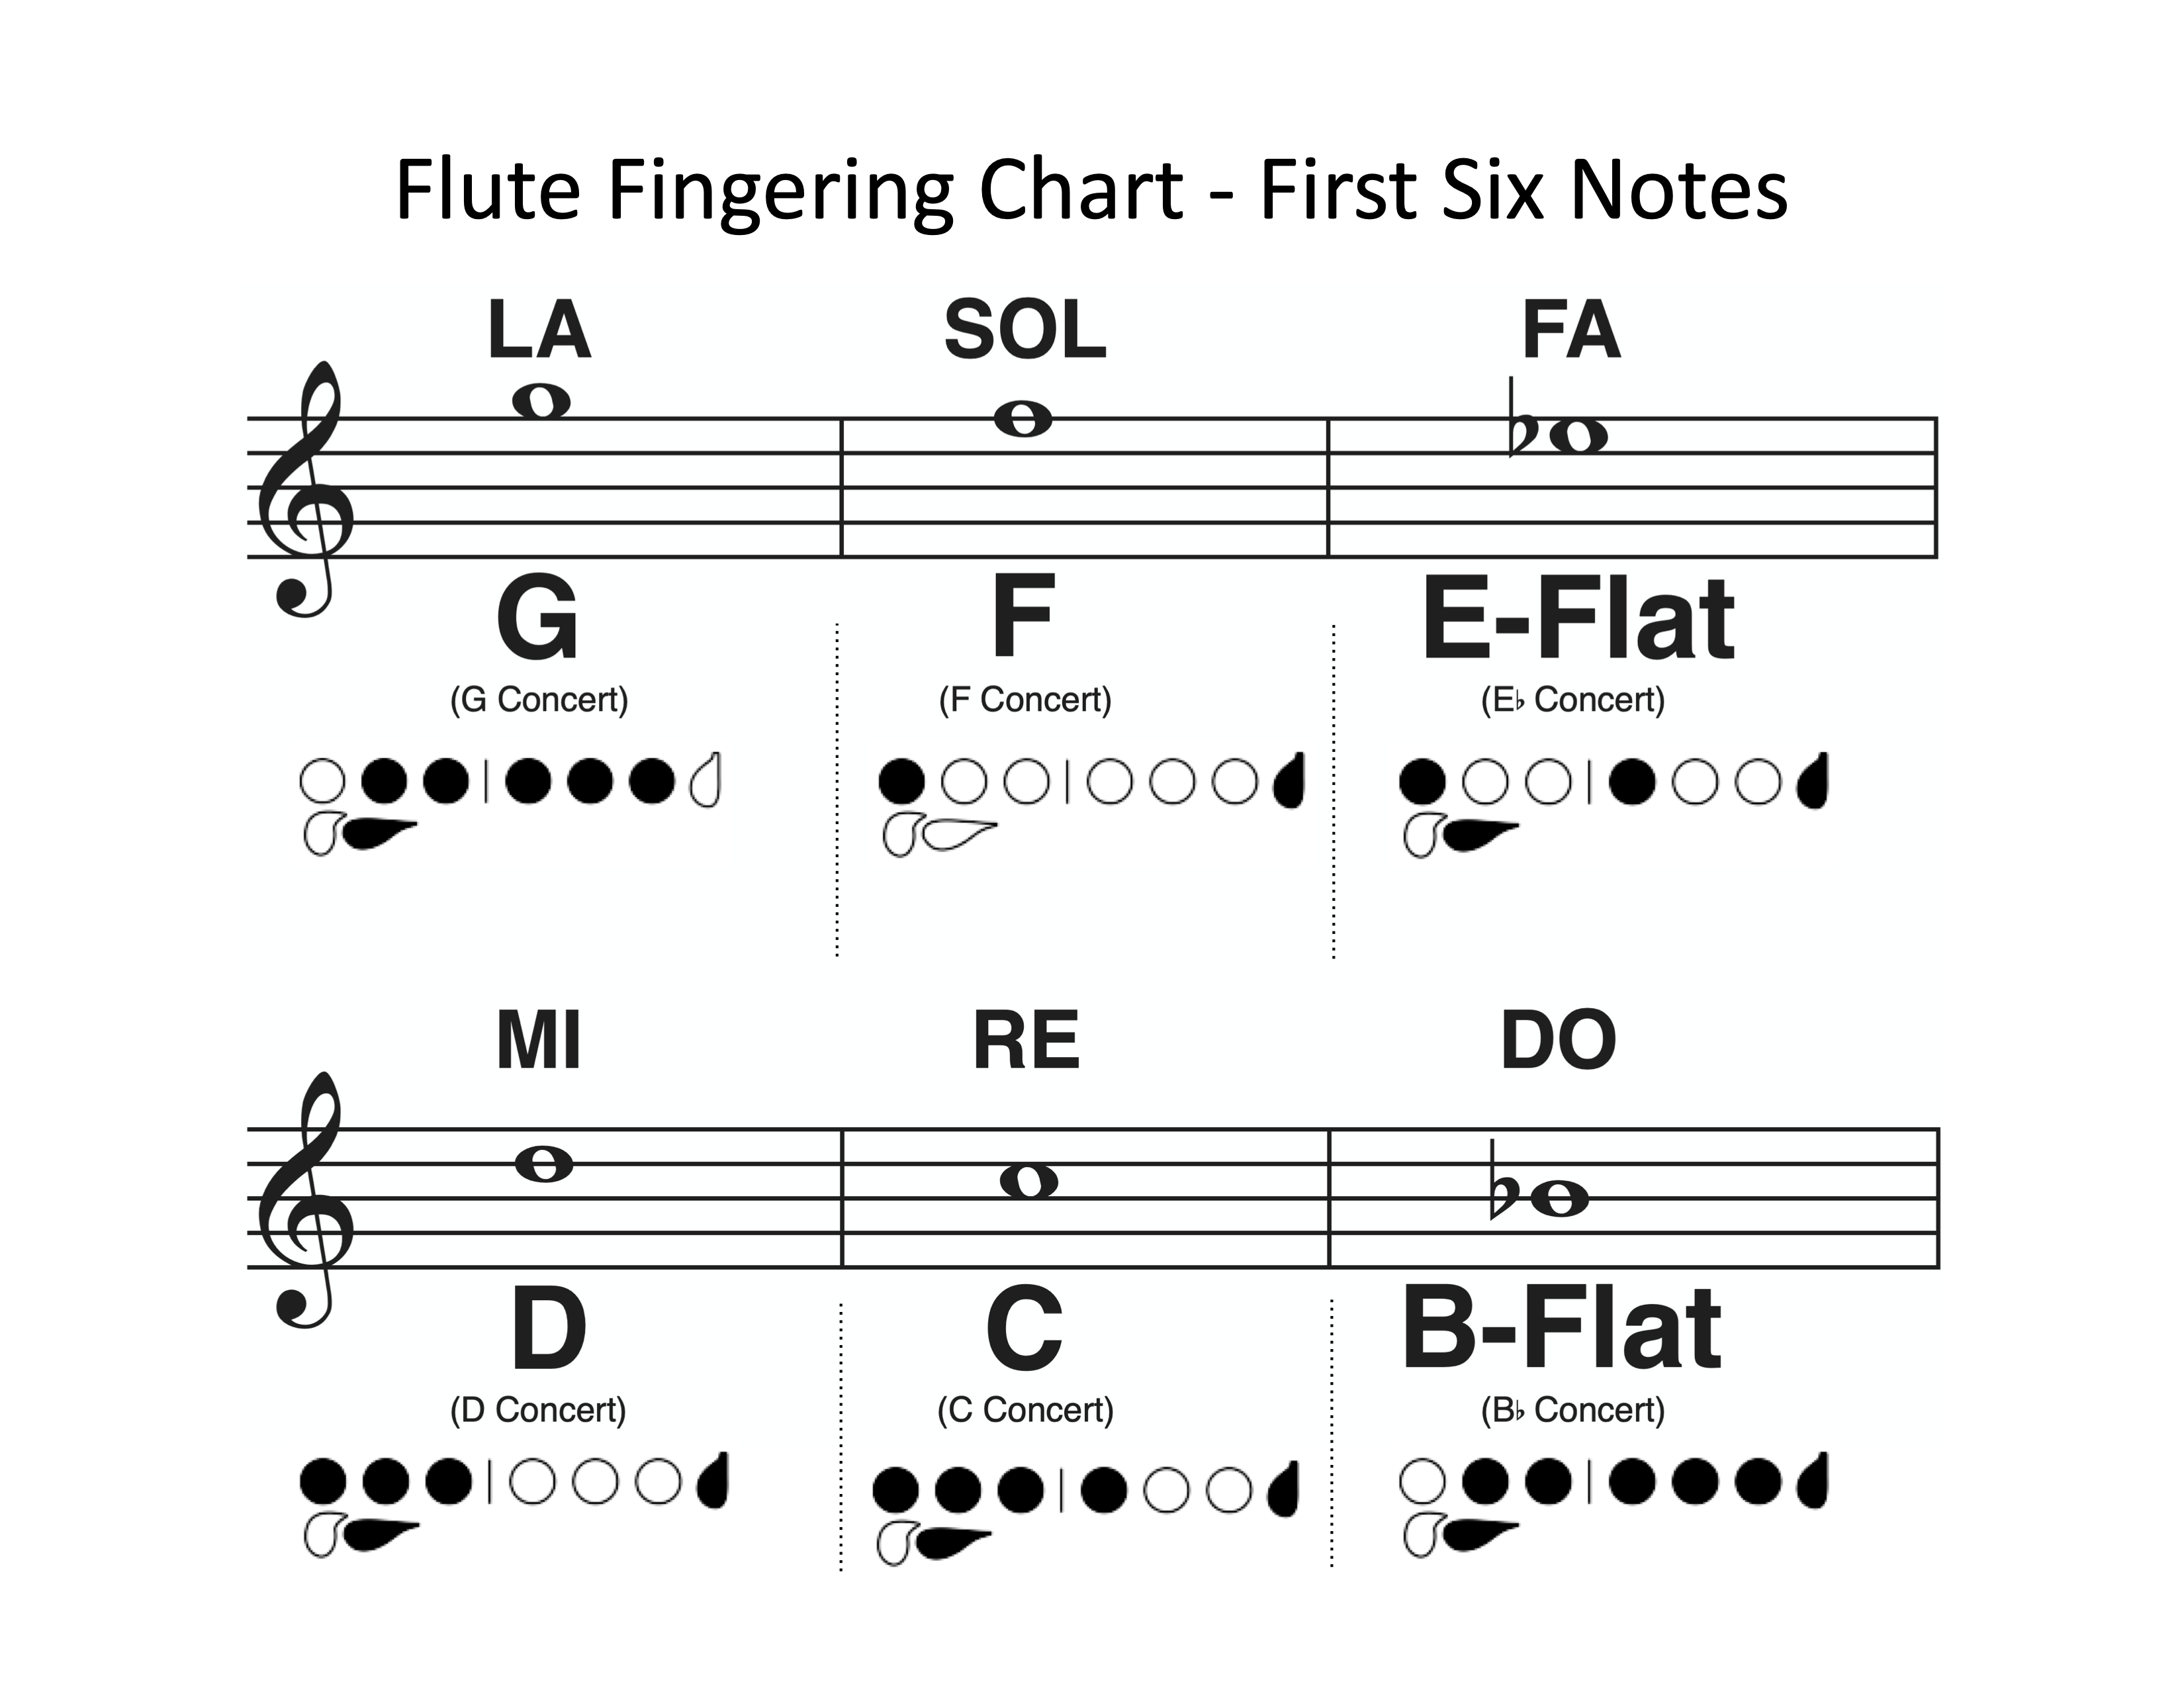 Flute Fingering Chart - First Six Notes
LA SOL FA
G F E-Flat
(G Concert) (F Concert) (E♭ Concert)
MI RE DO
D C B-Flat
(D Concert) (C Concert) (B♭ Concert)